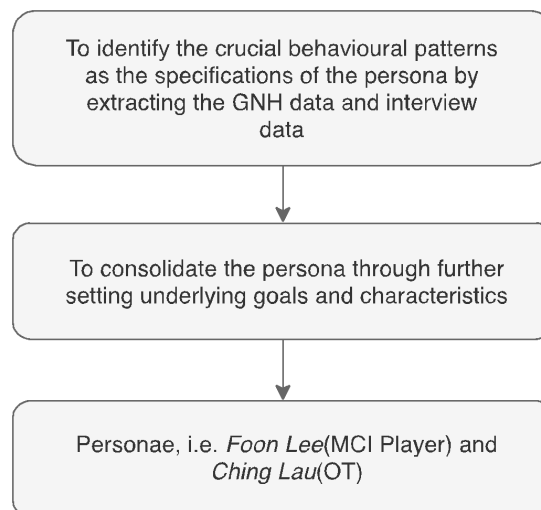 To identify the crucial behavioural patterns
as the specifications of the persona by
extracting the GNH data and interview
data
To consolidate the persona through further
setting underlying goals and characteristics
Personae, i.e. Foon Lee(MCI Player) and
Ching Lau(OT)